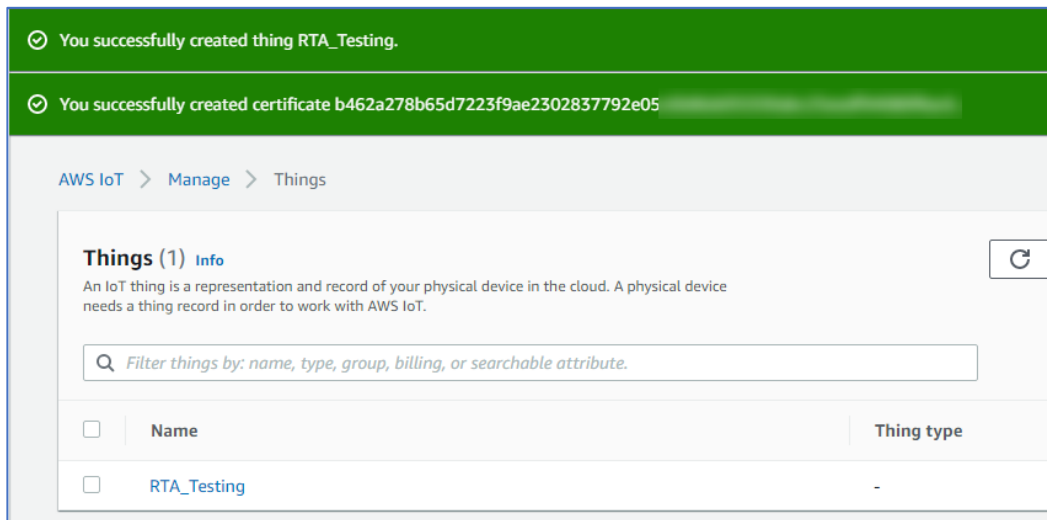 You successfully created thing RTA_Testing.
You successfully created certificate b462a278b65d7223f9ae2302837792e05
AWS IoT > Manage > Things
Things (1) Info
An IoT thing is a representation and record of your physical device in the cloud. A physical device
needs a thing record in order to work with AWS IoT.
Filter things by: name, type, group, billing, or searchable attribute.
Name Thing type
RTA_Testing -